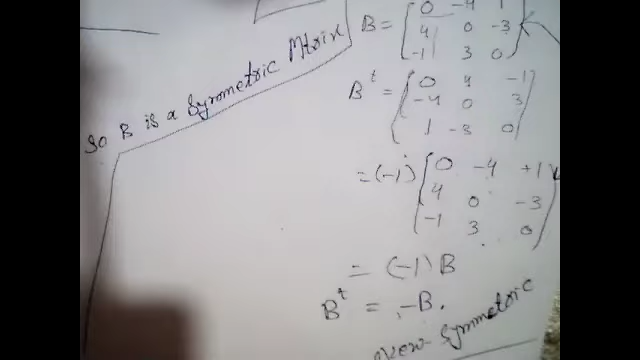 So B is a Symmetric Mtrix
B = [0 -4 1
4 0 -3
-1 3 0]
B^t = [0 4 -1
-4 0 3
1 -3 0]
= (-1) [0 -4 +1
4 0 -3
-1 3 0]
= (-1) B
B^t = -B.
skew-symmetric